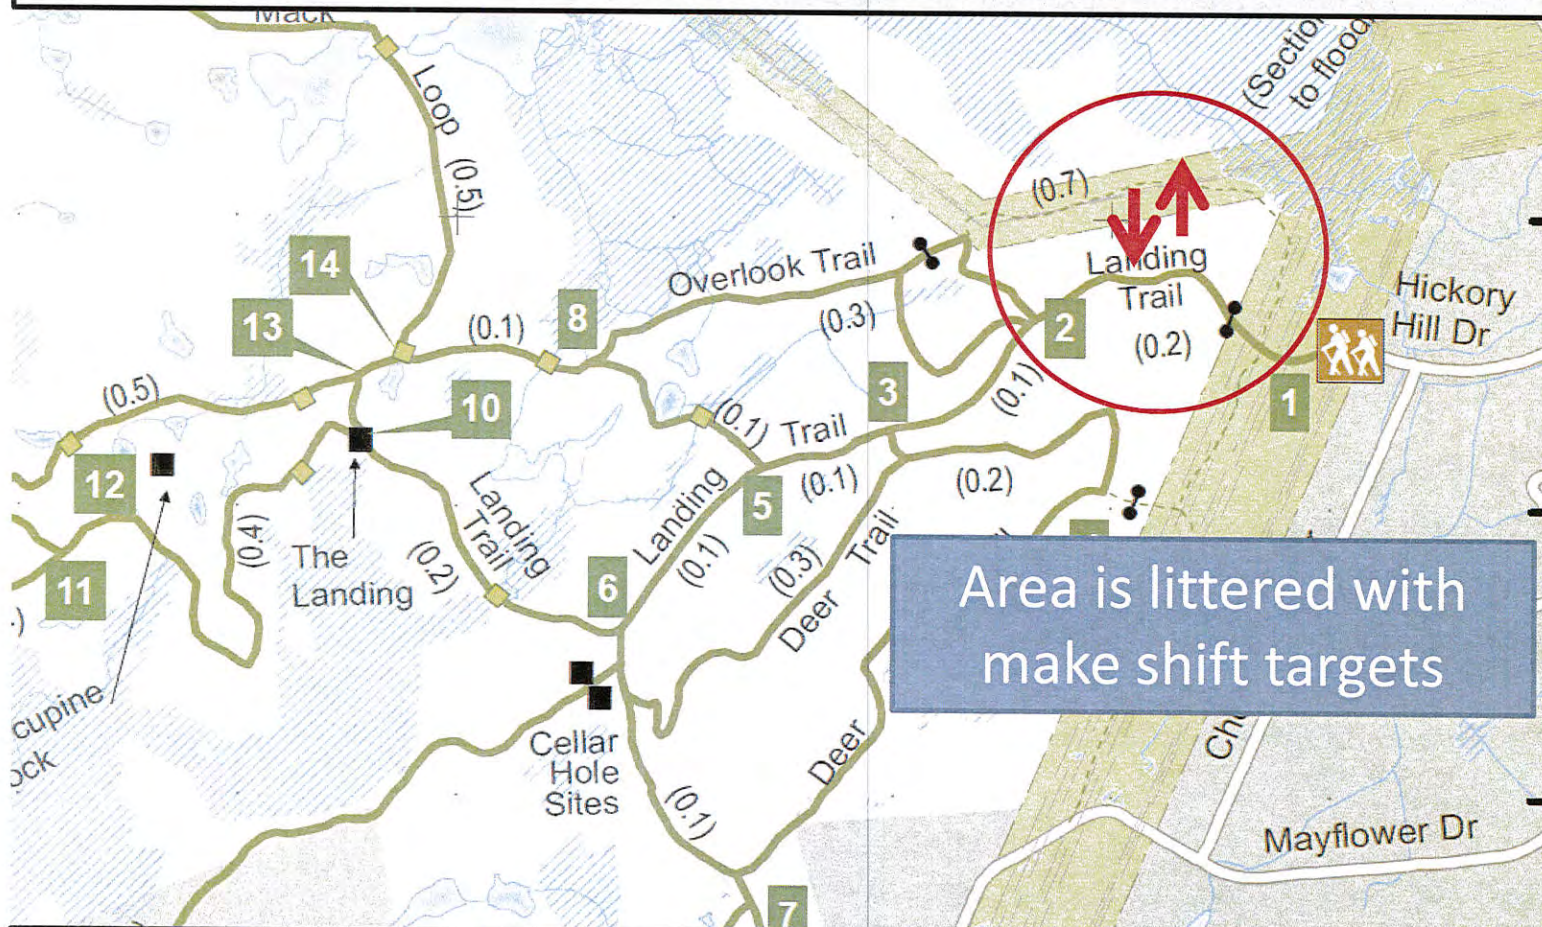 Mack
Loop
(0.5)
(Section
to flood
(0.7)
14
13
8
(0.1)
Overlook Trail
(0.3)
Landing
Trail
(0.2)
2
Hickory
Hill Dr
1
3
(0.1)
(0.5)
10
12
(0.1)
Trail
(0.1)
5
(0.2)
Landing
Trail
(0.2)
(0.4)
The
Landing
11
6
Landing
(0.1)
(0.3)
Deer Trail
Area is littered with
make shift targets
cupine
ock
Cellar
Hole
Sites
Deer
(0.1)
Mayflower Dr
7